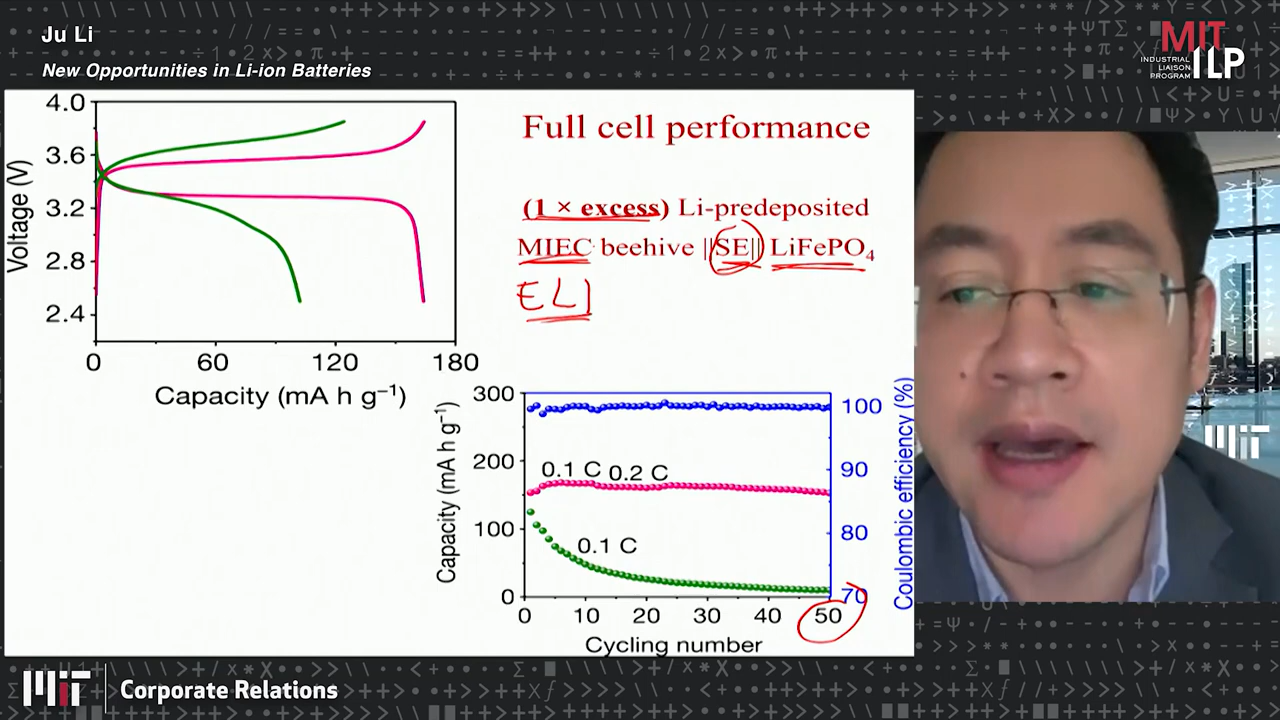 Ju Li
New Opportunities in Li-ion Batteries
MIT
INDUSTRIAL
LIAISON
PROGRAM
ILP
4.0
3.6
3.2
2.8
2.4
Voltage (V)
0 60 120 180
Capacity (mA h g⁻¹)
Full cell performance
(1 × excess) Li-predeposited
MIEC beehive ||SE|| LiFePO₄
ELI
300
200
100
0
Capacity (mA h g⁻¹)
0.1 C 0.2 C
0.1 C
100
90
80
70
Coulombic efficiency (%)
0 10 20 30 40 50
Cycling number
MIT
MIT
Corporate Relations